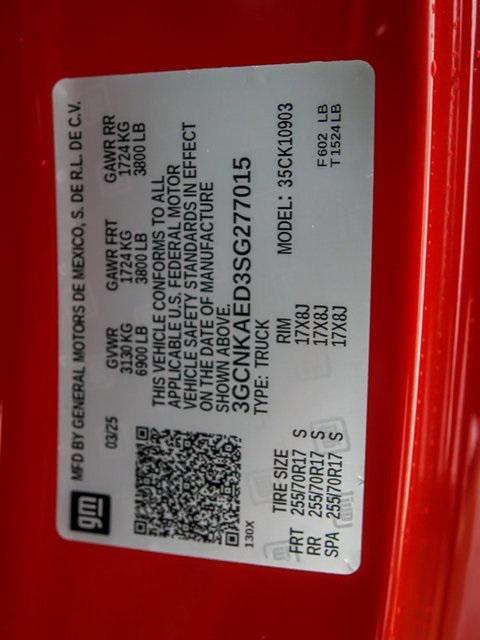 gm
MFD BY GENERAL MOTORS DE MEXICO, S. DE R.L. DE C.V.
03/25
GVWR GAWR FRT GAWR RR
3130 KG 1724 KG 1724 KG
6900 LB 3800 LB 3800 LB
THIS VEHICLE CONFORMS TO ALL
APPLICABLE U.S. FEDERAL MOTOR
VEHICLE SAFETY STANDARDS IN EFFECT
ON THE DATE OF MANUFACTURE
SHOWN ABOVE.
3GCNKAED3SG277015
TYPE: TRUCK MODEL: 35CK10903
130X
TIRE SIZE RIM
FRT 255/70R17 S 17X8J
RR 255/70R17 S 17X8J
SPA 255/70R17 S 17X8J
F 602 LB
T 1524 LB